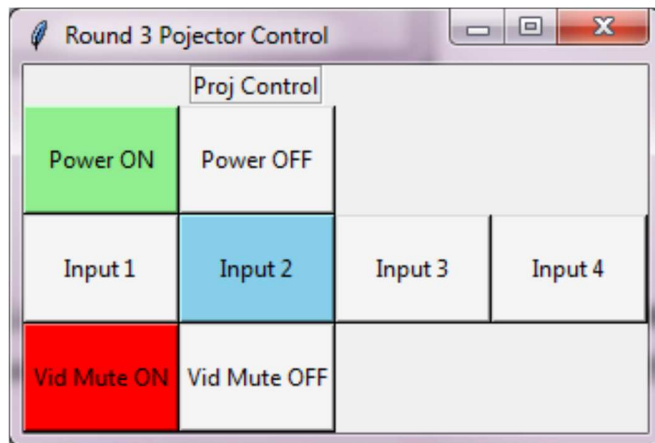 Round 3 Pojector Control
Proj Control
Power ON Power OFF
Input 1 Input 2 Input 3 Input 4
Vid Mute ON Vid Mute OFF